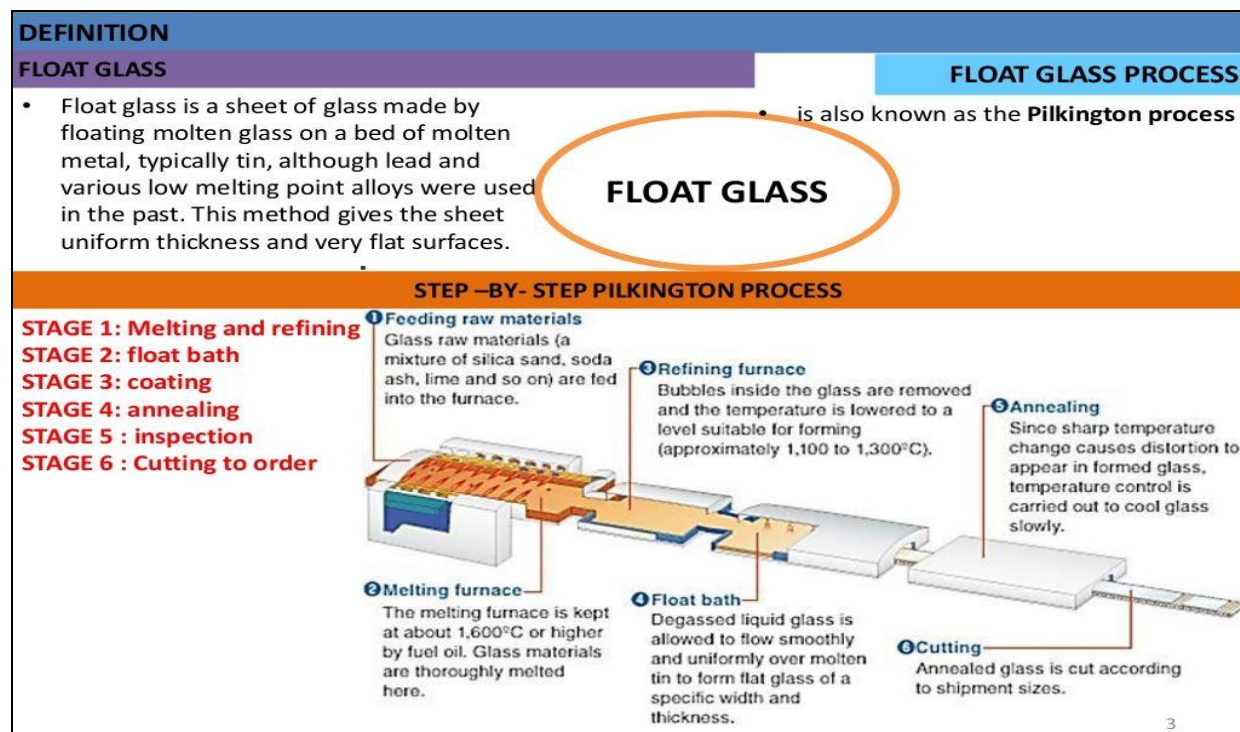 DEFINITION
FLOAT GLASS
• Float glass is a sheet of glass made by
floating molten glass on a bed of molten
metal, typically tin, although lead and
various low melting point alloys were used
in the past. This method gives the sheet
uniform thickness and very flat surfaces.
•
FLOAT GLASS PROCESS
• is also known as the Pilkington process
FLOAT GLASS
STEP –BY- STEP PILKINGTON PROCESS
STAGE 1: Melting and refining
STAGE 2: float bath
STAGE 3: coating
STAGE 4: annealing
STAGE 5 : inspection
STAGE 6 : Cutting to order
1 Feeding raw materials
Glass raw materials (a
mixture of silica sand, soda
ash, lime and so on) are fed
into the furnace.
2 Melting furnace
The melting furnace is kept
at about 1,600ºC or higher
by fuel oil. Glass materials
are thoroughly melted
here.
3 Refining furnace
Bubbles inside the glass are removed
and the temperature is lowered to a
level suitable for forming
(approximately 1,100 to 1,300ºC).
4 Float bath
Degassed liquid glass is
allowed to flow smoothly
and uniformly over molten
tin to form flat glass of a
specific width and
thickness.
5 Annealing
Since sharp temperature
change causes distortion to
appear in formed glass,
temperature control is
carried out to cool glass
slowly.
6 Cutting
Annealed glass is cut according
to shipment sizes.
3